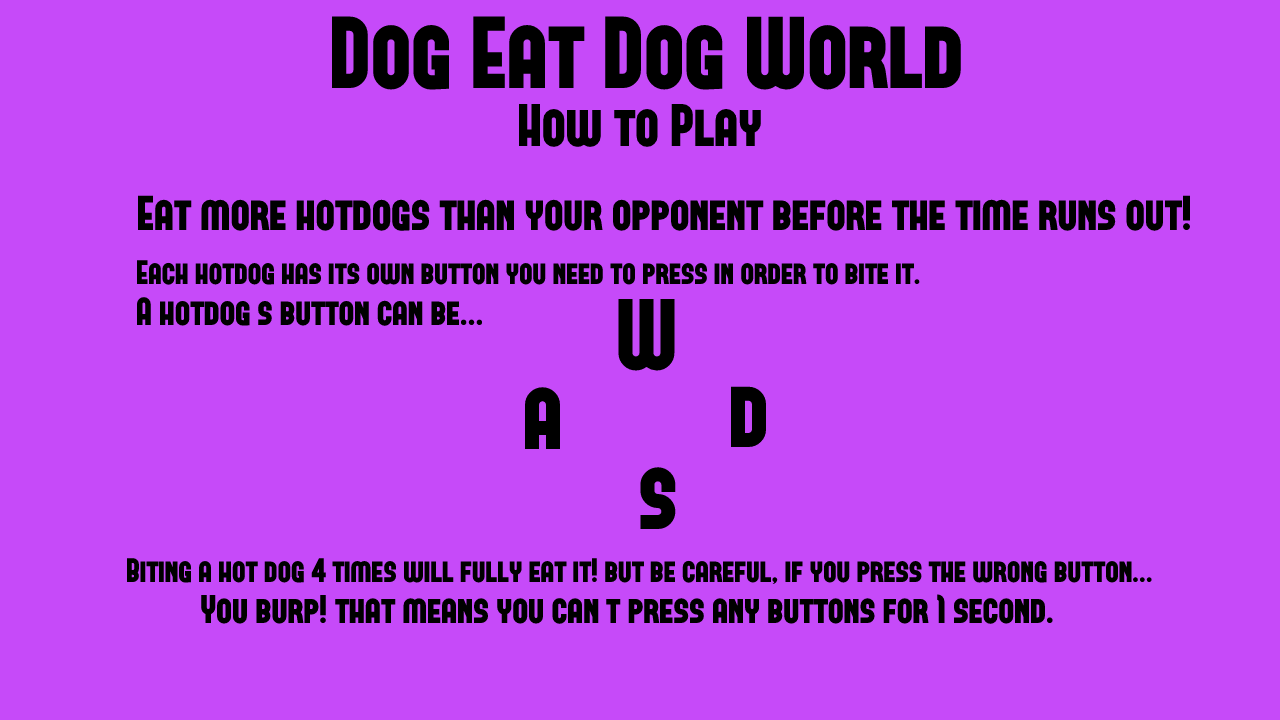 Dog Eat Dog World
How to Play
Eat more hotdogs than your opponent before the time runs out!
Each hotdog has its own button you need to press in order to bite it.
A hotdog s button can be...
W
A D
S
Biting a hot dog 4 times will fully eat it! but be careful, if you press the wrong button...
You burp! that means you can t press any buttons for 1 second.